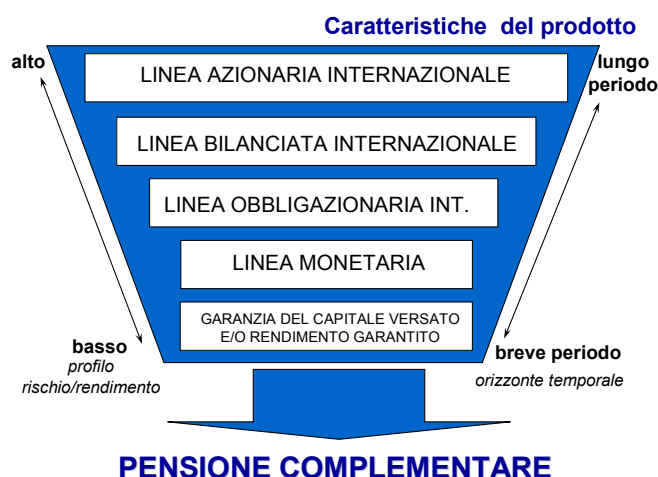 Caratteristiche del prodotto
alto
lungo
periodo
LINEA AZIONARIA INTERNAZIONALE
LINEA BILANCIATA INTERNAZIONALE
LINEA OBBLIGAZIONARIA INT.
LINEA MONETARIA
GARANZIA DEL CAPITALE VERSATO
E/O RENDIMENTO GARANTITO
basso
profilo
rischio/rendimento
breve periodo
orizzonte temporale
PENSIONE COMPLEMENTARE